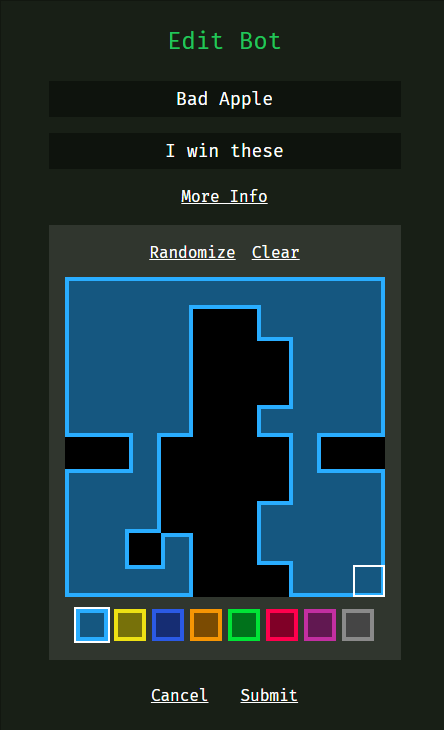 Edit Bot
Bad Apple
I win these
More Info
Randomize Clear
Cancel Submit